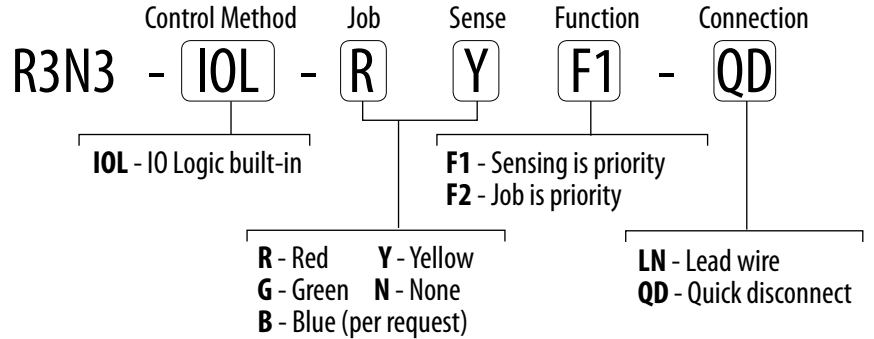 Control Method Job Sense Function Connection
R3N3 - IOL - R Y F1 - QD
IOL - IO Logic built-in
F1 - Sensing is priority
F2 - Job is priority
R - Red Y - Yellow
G - Green N - None
B - Blue (per request)
LN - Lead wire
QD - Quick disconnect